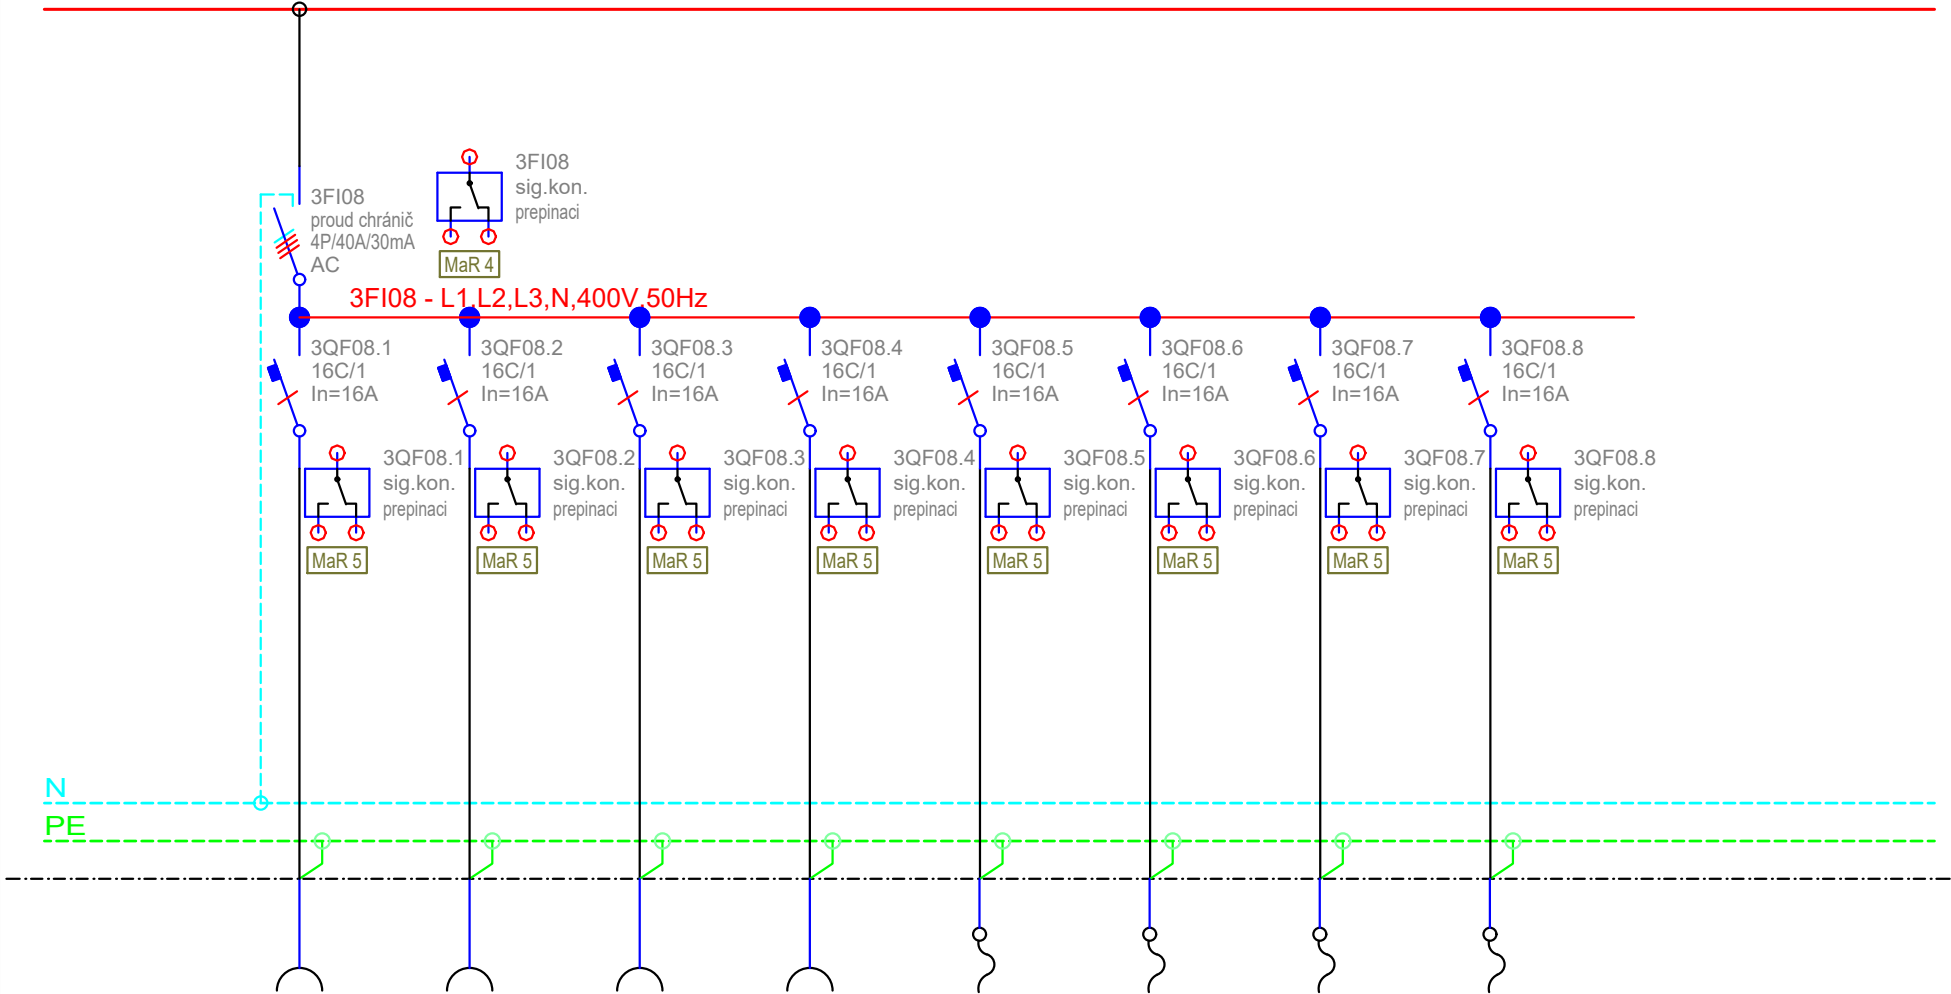 3FI08
proud chránič
4P/40A/30mA
AC
3FI08
sig.kon.
prepinaci
MaR 4
3FI08 - L1,L2,L3,N,400V,50Hz
3QF08.1
16C/1
In=16A
3QF08.2
16C/1
In=16A
3QF08.3
16C/1
In=16A
3QF08.4
16C/1
In=16A
3QF08.5
16C/1
In=16A
3QF08.6
16C/1
In=16A
3QF08.7
16C/1
In=16A
3QF08.8
16C/1
In=16A
3QF08.1
sig.kon.
prepinaci
MaR 5
3QF08.2
sig.kon.
prepinaci
MaR 5
3QF08.3
sig.kon.
prepinaci
MaR 5
3QF08.4
sig.kon.
prepinaci
MaR 5
3QF08.5
sig.kon.
prepinaci
MaR 5
3QF08.6
sig.kon.
prepinaci
MaR 5
3QF08.7
sig.kon.
prepinaci
MaR 5
3QF08.8
sig.kon.
prepinaci
MaR 5
N
PE